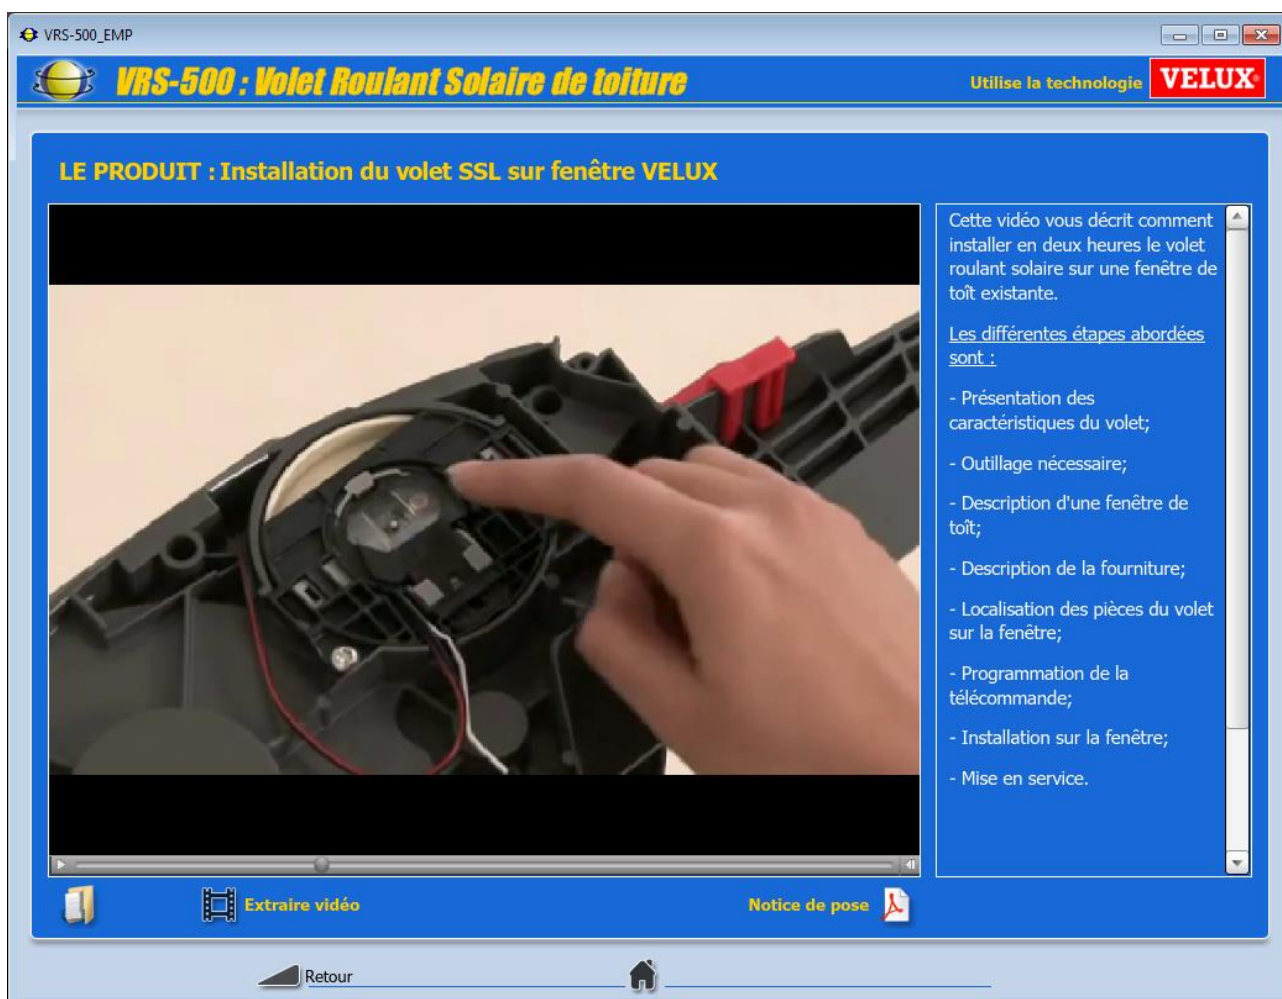 VRS-500_EMP
VRS-500 : Volet Roulant Solaire de toiture
Utilise la technologie
VELUX
LE PRODUIT : Installation du volet SSL sur fenêtre VELUX
Cette vidéo vous décrit comment
installer en deux heures le volet
roulant solaire sur une fenêtre de
toît existante.
Les différentes étapes abordées
sont :
- Présentation des
caractéristiques du volet;
- Outillage nécessaire;
- Description d'une fenêtre de
toît;
- Description de la fourniture;
- Localisation des pièces du volet
sur la fenêtre;
- Programmation de la
télécommande;
- Installation sur la fenêtre;
- Mise en service.
Extraire vidéo
Notice de pose
Retour